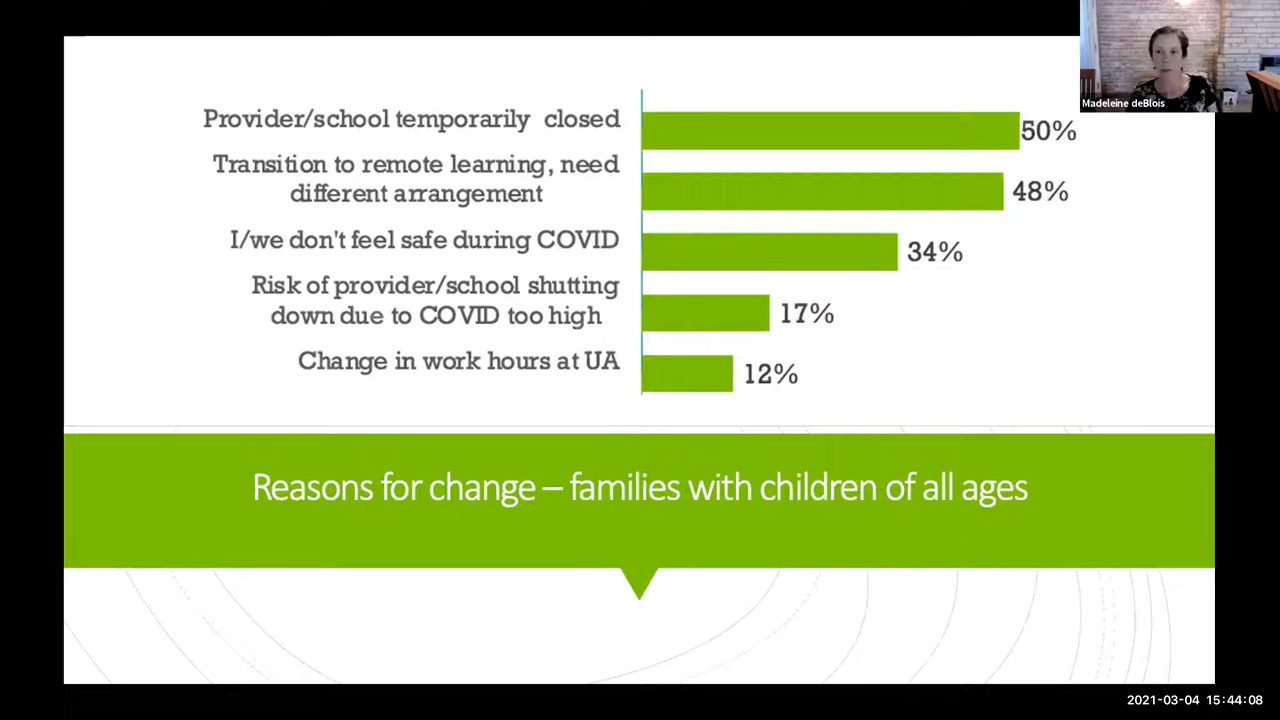 Madeleine deBlois
Provider/school temporarily closed
50%
Transition to remote learning, need
different arrangement
48%
I/we don't feel safe during COVID
34%
Risk of provider/school shutting
down due to COVID too high
17%
Change in work hours at UA
12%
Reasons for change – families with children of all ages
2021-03-04 15:44:08